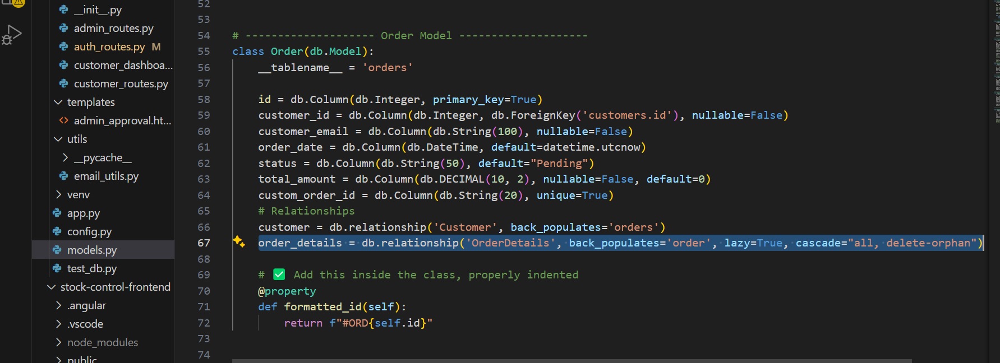 __init__.py
admin_routes.py
auth_routes.py M
customer_dashboa...
customer_routes.py
templates
<> admin_approval.ht...
utils
__pycache__
email_utils.py
venv
app.py
config.py
models.py
test_db.py
stock-control-frontend
.angular
.vscode
node_modules
public
52
53
54 # -------------------- Order Model --------------------
55 class Order(db.Model):
56     __tablename__ = 'orders'
57
58     id = db.Column(db.Integer, primary_key=True)
59     customer_id = db.Column(db.Integer, db.ForeignKey('customers.id'), nullable=False)
60     customer_email = db.Column(db.String(100), nullable=False)
61     order_date = db.Column(db.DateTime, default=datetime.utcnow)
62     status = db.Column(db.String(50), default="Pending")
63     total_amount = db.Column(db.DECIMAL(10, 2), nullable=False, default=0)
64     custom_order_id = db.Column(db.String(20), unique=True)
65     # Relationships
66     customer = db.relationship('Customer', back_populates='orders')
67     order_details = db.relationship('OrderDetails', back_populates='order', lazy=True, cascade="all, delete-orphan")
68
69     # ✅ Add this inside the class, properly indented
70     @property
71     def formatted_id(self):
72         return f"#ORD{self.id}"
73
74